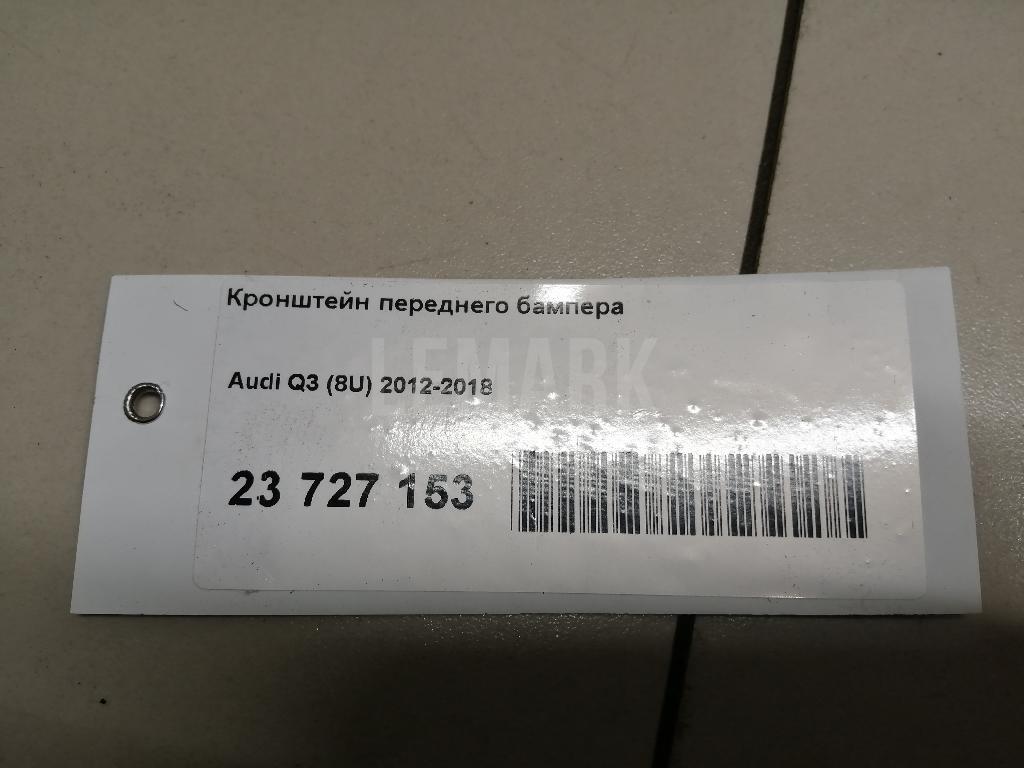 Кронштейн переднего бампера
LEMARK
Audi Q3 (8U) 2012-2018
23 727 153